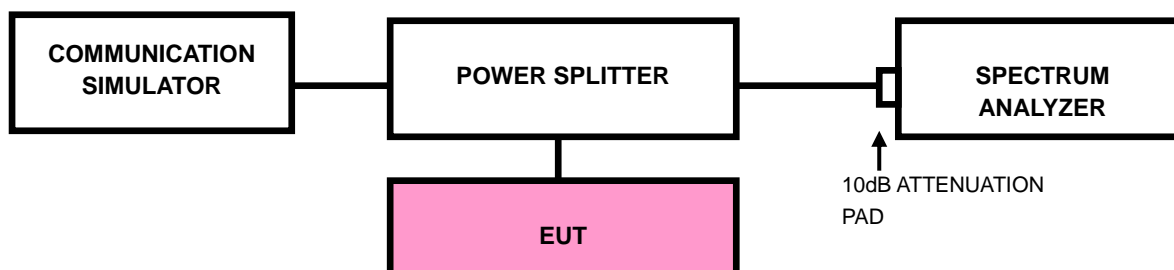 COMMUNICATION
SIMULATOR
POWER SPLITTER
SPECTRUM
ANALYZER
10dB ATTENUATION
PAD
EUT